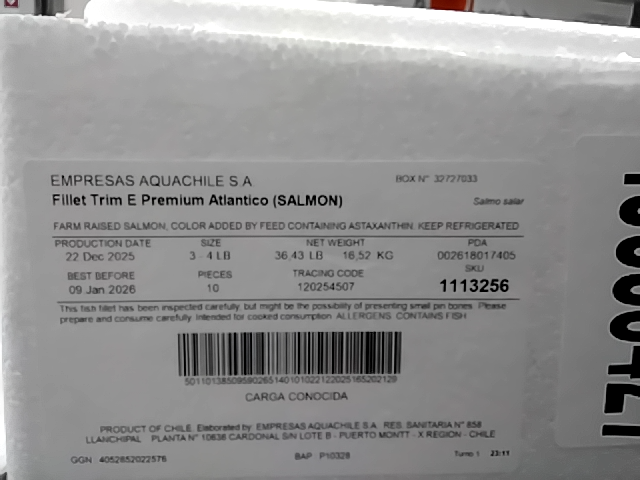 EMPRESAS AQUACHILE S.A.
BOX N° 32727033
Fillet Trim E Premium Atlantico (SALMON)
Salmo salar
FARM RAISED SALMON, COLOR ADDED BY FEED CONTAINING ASTAXANTHIN. KEEP REFRIGERATED
PRODUCTION DATE SIZE NET WEIGHT PDA
22 Dec 2025 3 - 4 LB 36,43 LB 16,52 KG 002618017405
BEST BEFORE PIECES TRACING CODE SKU
09 Jan 2026 10 120254507 1113256
This fish fillet has been inspected carefully, but might be the possibility of presenting small pin bones. Please
prepare and consume carefully. Intended for cooked consumption. ALLERGENS: CONTAINS FISH
CARGA CONOCIDA
PRODUCT OF CHILE. Elaborated by: EMPRESAS AQUACHILE S.A. RES. SANITARIA N° 858
LLANCHIPAL PLANTA N° 10638 CARDONAL S/N LOTE B - PUERTO MONTT - X REGION - CHILE
GGN : 4052852022576 BAP : P10328 Turno 1 23:11